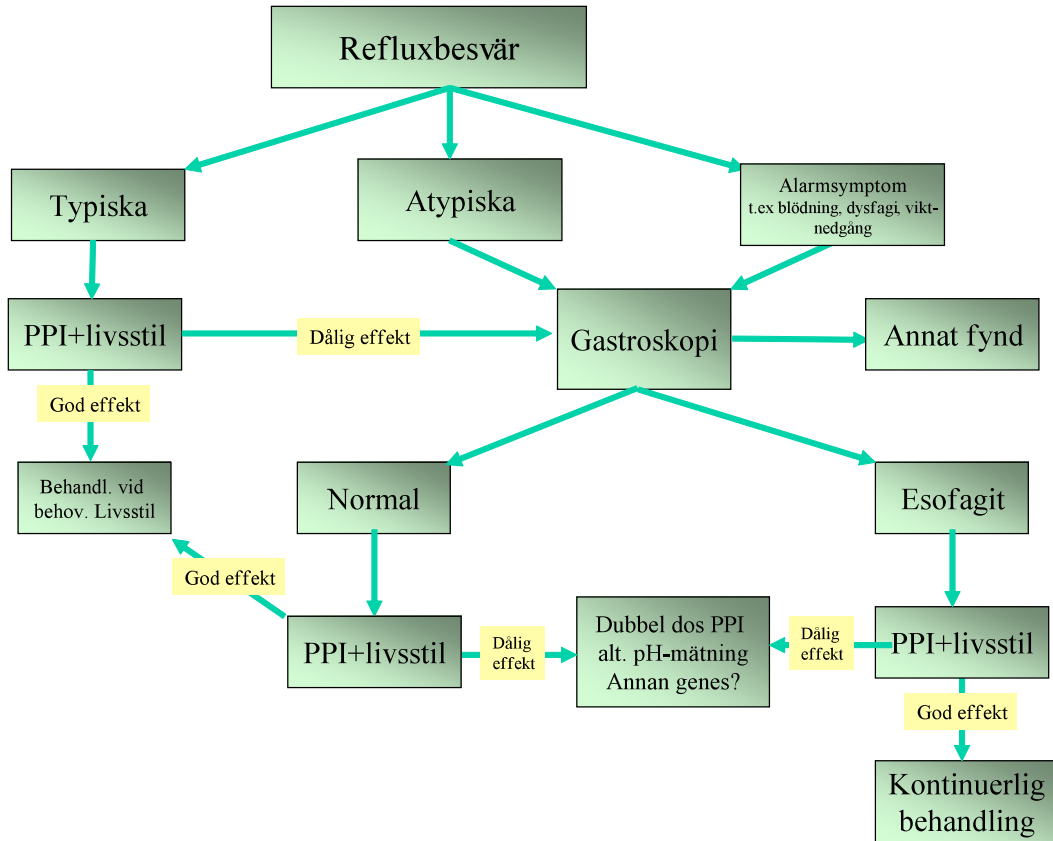 Refluxbesvär
Typiska
Atypiska
Alarmsymptom
t.ex blödning, dysfagi, vikt-
nedgång
PPI+livsstil
Dålig effekt
Gastroskopi
Annat fynd
God effekt
Behandl. vid
behov. Livsstil
Normal
Esofagit
God effekt
PPI+livsstil
Dålig
effekt
Dubbel dos PPI
alt. pH-mätning
Annan genes?
Dålig
effekt
PPI+livsstil
God effekt
Kontinuerlig
behandling